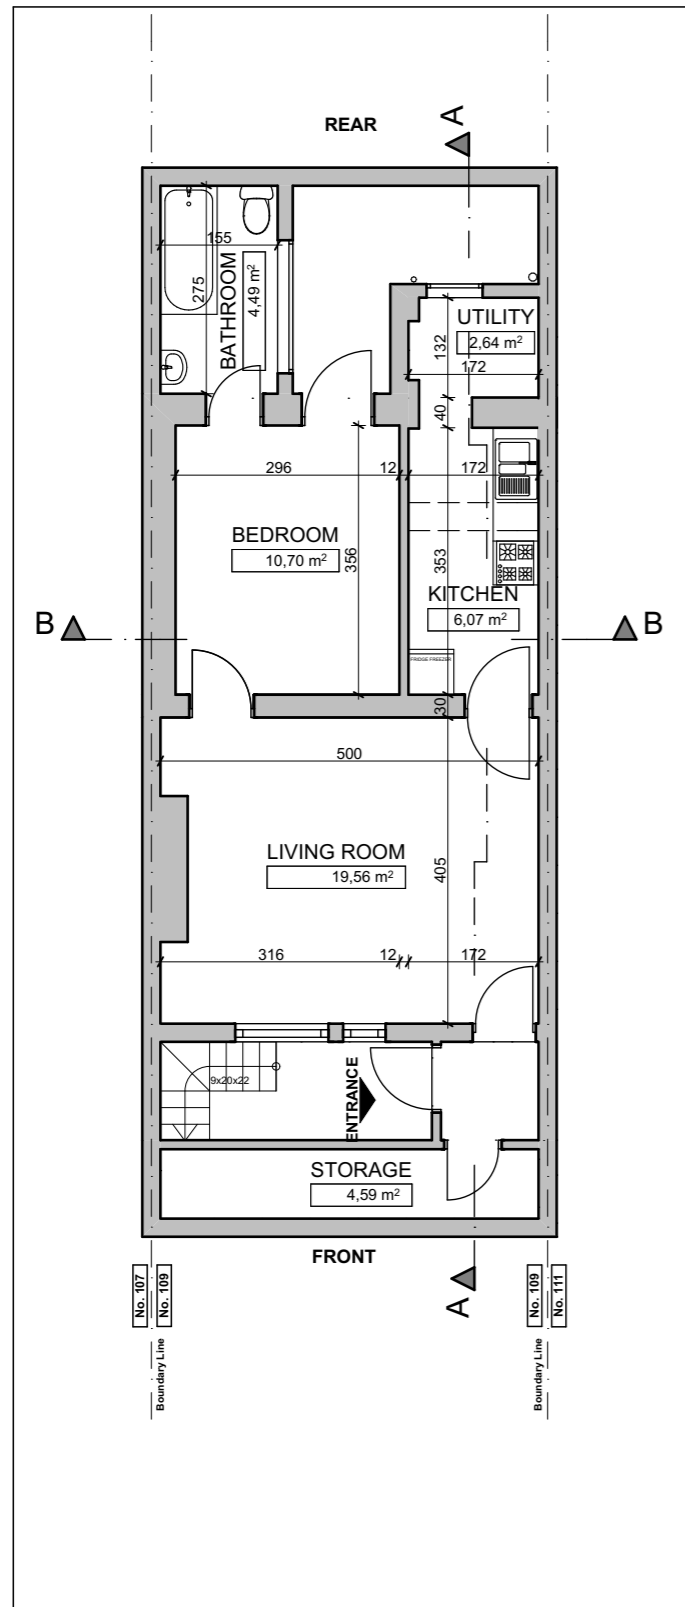 REAR
A
155
275
BATHROOM
4,49 m²
UTILITY
2,64 m²
132
172
40
296
12
172
BEDROOM
10,70 m²
356
353
KITCHEN
6,07 m²
B
B
FRIDGE FREEZER
30
500
LIVING ROOM
19,56 m²
405
316
12
172
9x20x22
ENTRANCE
STORAGE
4,59 m²
FRONT
A
No. 107
No. 109
No. 109
No. 111
Boundary Line
Boundary Line